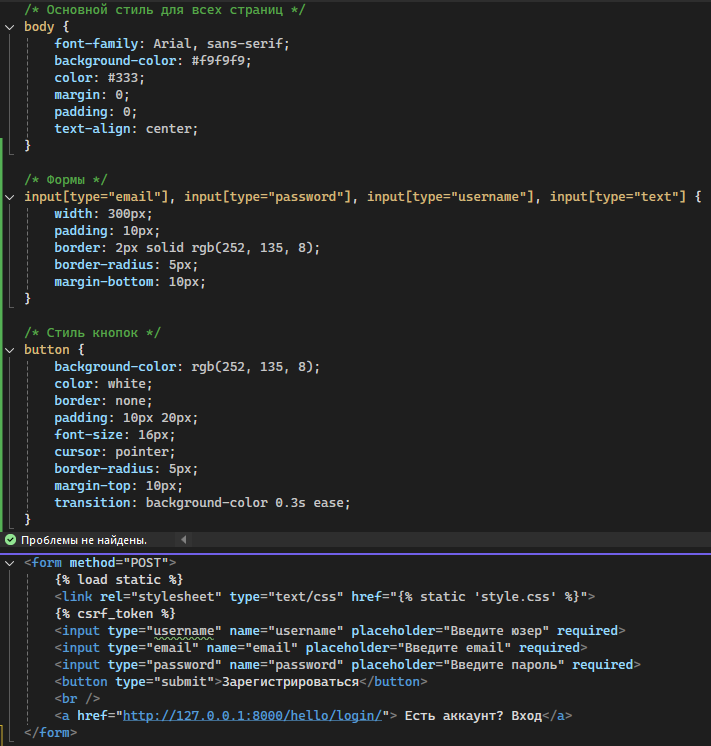 /* Основной стиль для всех страниц */
body {
    font-family: Arial, sans-serif;
    background-color: #f9f9f9;
    color: #333;
    margin: 0;
    padding: 0;
    text-align: center;
}

/* Формы */
input[type="email"], input[type="password"], input[type="username"], input[type="text"] {
    width: 300px;
    padding: 10px;
    border: 2px solid rgb(252, 135, 8);
    border-radius: 5px;
    margin-bottom: 10px;
}

/* Стиль кнопок */
button {
    background-color: rgb(252, 135, 8);
    color: white;
    border: none;
    padding: 10px 20px;
    font-size: 16px;
    cursor: pointer;
    border-radius: 5px;
    margin-top: 10px;
    transition: background-color 0.3s ease;
}
Проблемы не найдены.
<form method="POST">
    {% load static %}
    <link rel="stylesheet" type="text/css" href="{% static 'style.css' %}">
    {% csrf_token %}
    <input type="username" name="username" placeholder="Введите юзер" required>
    <input type="email" name="email" placeholder="Введите email" required>
    <input type="password" name="password" placeholder="Введите пароль" required>
    <button type="submit">Зарегистрироваться</button>
    <br />
    <a href="http://127.0.0.1:8000/hello/login/"> Есть аккаунт? Вход</a>
</form>